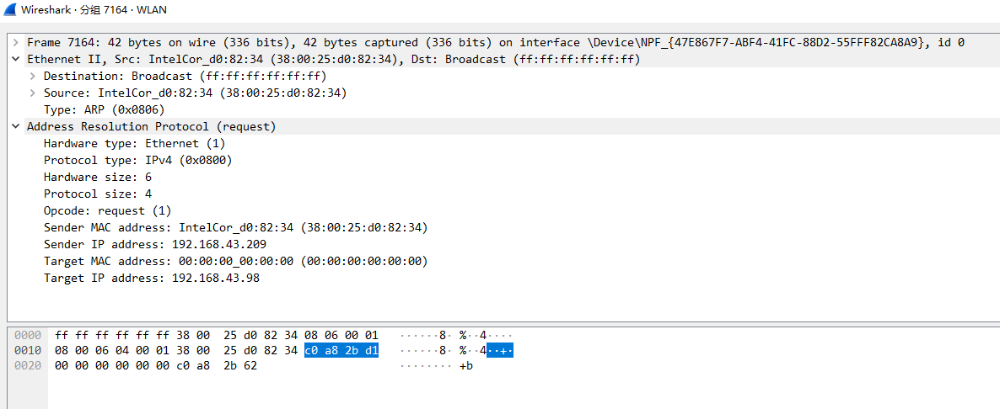 Wireshark · 分组 7164 · WLAN
Frame 7164: 42 bytes on wire (336 bits), 42 bytes captured (336 bits) on interface \Device\NPF_{47E867F7-ABF4-41FC-88D2-55FFF82CA8A9}, id 0
Ethernet II, Src: IntelCor_d0:82:34 (38:00:25:d0:82:34), Dst: Broadcast (ff:ff:ff:ff:ff:ff)
Destination: Broadcast (ff:ff:ff:ff:ff:ff)
Source: IntelCor_d0:82:34 (38:00:25:d0:82:34)
Type: ARP (0x0806)
Address Resolution Protocol (request)
Hardware type: Ethernet (1)
Protocol type: IPv4 (0x0800)
Hardware size: 6
Protocol size: 4
Opcode: request (1)
Sender MAC address: IntelCor_d0:82:34 (38:00:25:d0:82:34)
Sender IP address: 192.168.43.209
Target MAC address: 00:00:00_00:00:00 (00:00:00:00:00:00)
Target IP address: 192.168.43.98
0000 ff ff ff ff ff ff 38 00 25 d0 82 34 08 06 00 01 ······8· %··4····
0010 08 00 06 04 00 01 38 00 25 d0 82 34 c0 a8 2b d1 ······8· %··4··+·
0020 00 00 00 00 00 00 c0 a8 2b 62 ········ +b